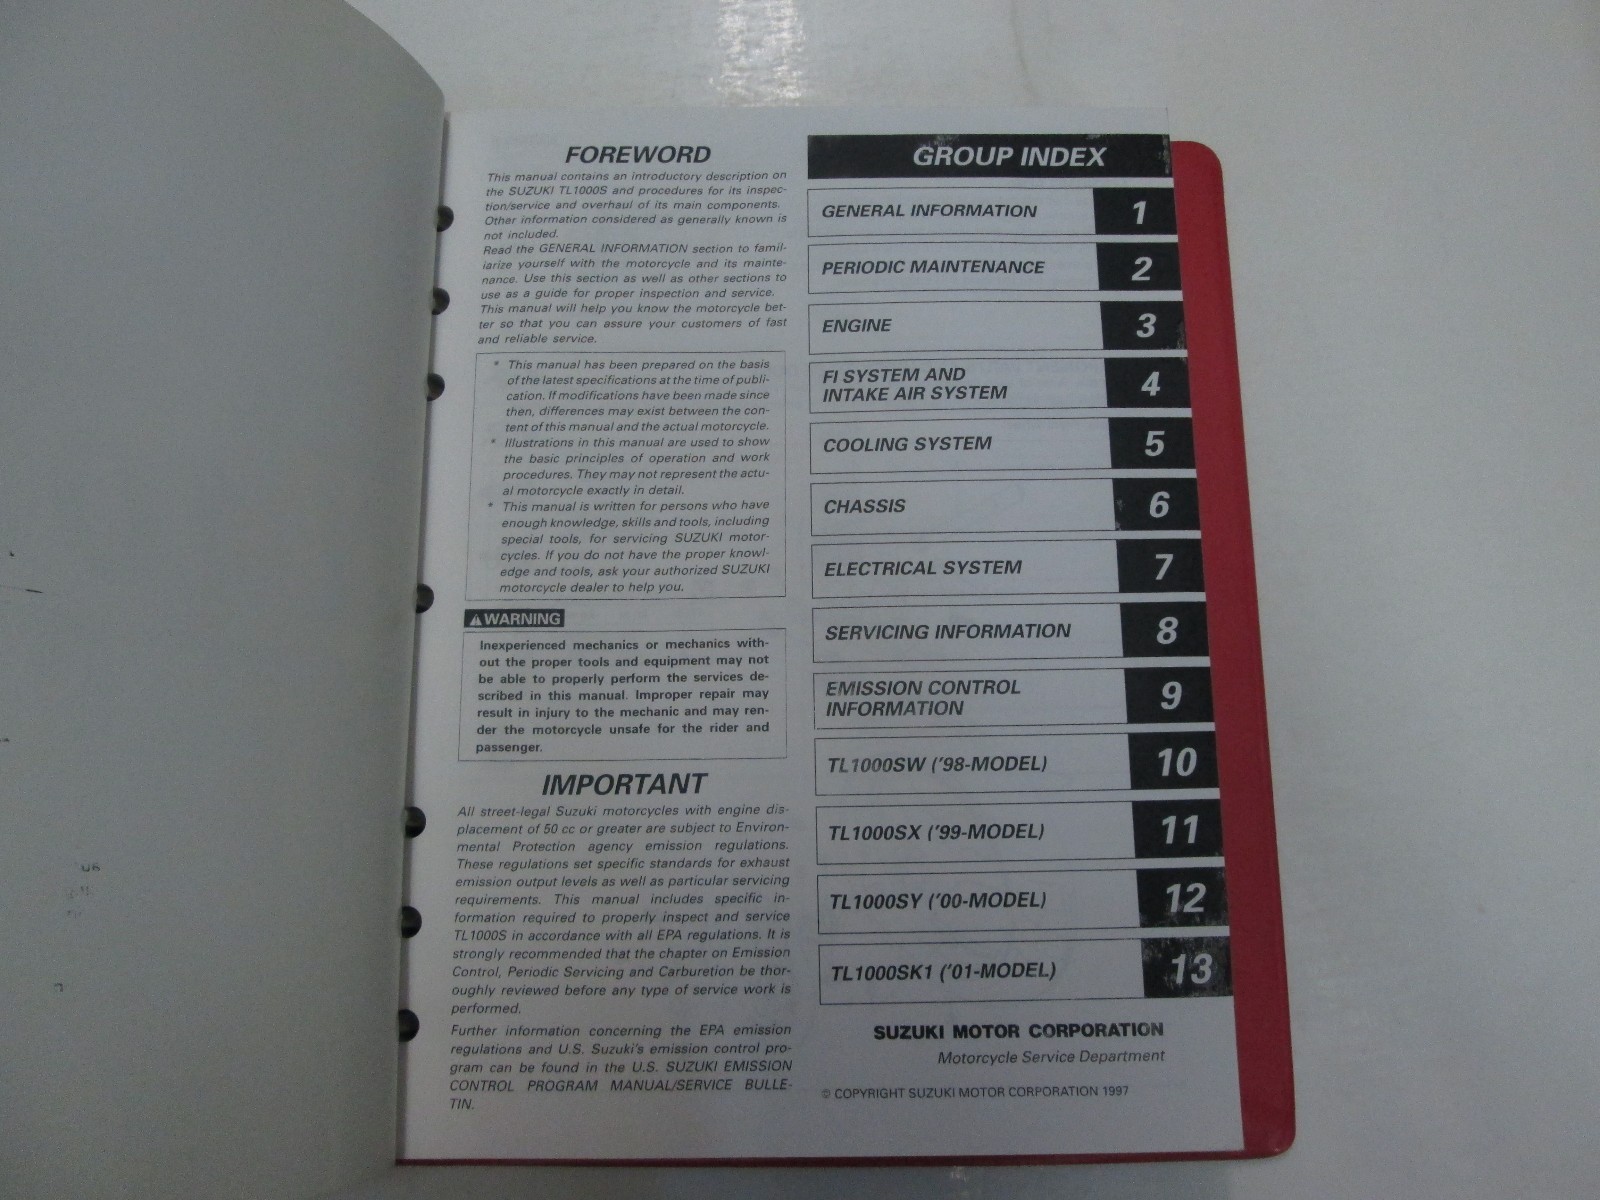 FOREWORD
This manual contains an introductory description on
the SUZUKI TL1000S and procedures for its inspec-
tion/service and overhaul of its main components.
Other information considered as generally known is
not included.
Read the GENERAL INFORMATION section to famil-
iarize yourself with the motorcycle and its mainte-
nance. Use this section as well as other sections to
use as a guide for proper inspection and service.
This manual will help you know the motorcycle bet-
ter so that you can assure your customers of fast
and reliable service.
* This manual has been prepared on the basis
of the latest specifications at the time of publi-
cation. If modifications have been made since
then, differences may exist between the con-
tent of this manual and the actual motorcycle.
* Illustrations in this manual are used to show
the basic principles of operation and work
procedures. They may not represent the actu-
al motorcycle exactly in detail.
* This manual is written for persons who have
enough knowledge, skills and tools, including
special tools, for servicing SUZUKI motor-
cycles. If you do not have the proper knowl-
edge and tools, ask your authorized SUZUKI
motorcycle dealer to help you.
⚠WARNING
Inexperienced mechanics or mechanics with-
out the proper tools and equipment may not
be able to properly perform the services de-
scribed in this manual. Improper repair may
result in injury to the mechanic and may ren-
der the motorcycle unsafe for the rider and
passenger.
IMPORTANT
All street-legal Suzuki motorcycles with engine dis-
placement of 50 cc or greater are subject to Environ-
mental Protection agency emission regulations.
These regulations set specific standards for exhaust
emission output levels as well as particular servicing
requirements. This manual includes specific in-
formation required to properly inspect and service
TL1000S in accordance with all EPA regulations. It is
strongly recommended that the chapter on Emission
Control, Periodic Servicing and Carburetion be thor-
oughly reviewed before any type of service work is
performed.
Further information concerning the EPA emission
regulations and U.S. Suzuki's emission control pro-
gram can be found in the U.S. SUZUKI EMISSION
CONTROL PROGRAM MANUAL/SERVICE BULLE-
TIN.
GROUP INDEX
GENERAL INFORMATION 1
PERIODIC MAINTENANCE 2
ENGINE 3
FI SYSTEM AND
INTAKE AIR SYSTEM 4
COOLING SYSTEM 5
CHASSIS 6
ELECTRICAL SYSTEM 7
SERVICING INFORMATION 8
EMISSION CONTROL
INFORMATION 9
TL1000SW ('98-MODEL) 10
TL1000SX ('99-MODEL) 11
TL1000SY ('00-MODEL) 12
TL1000SK1 ('01-MODEL) 13
SUZUKI MOTOR CORPORATION
Motorcycle Service Department
© COPYRIGHT SUZUKI MOTOR CORPORATION 1997